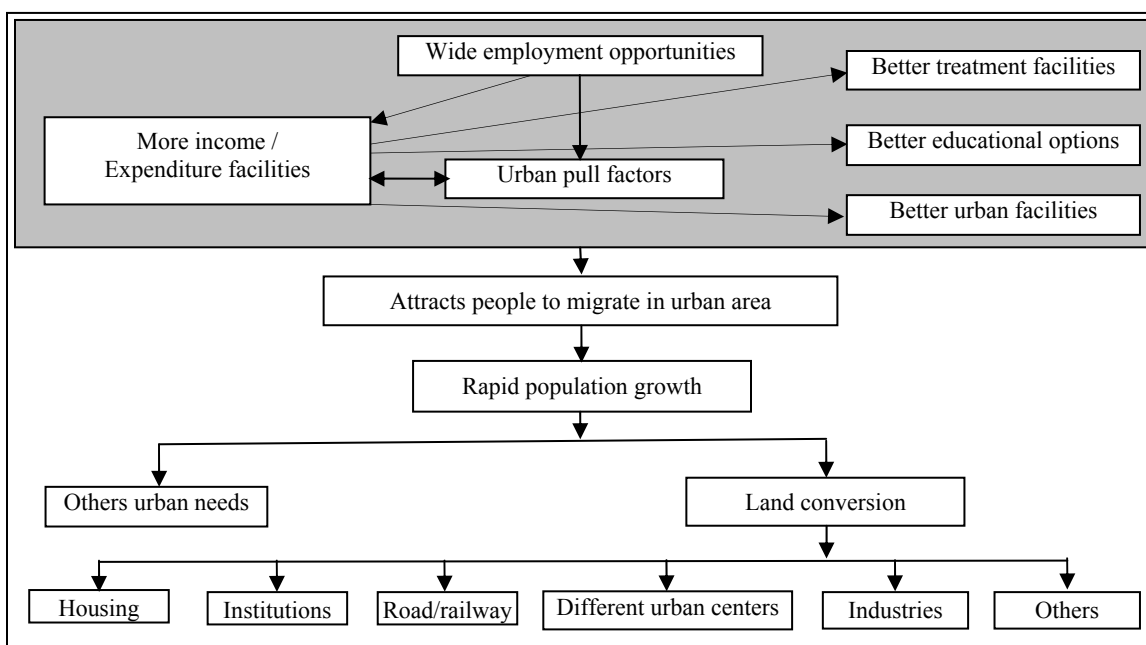 Wide employment opportunities
Better treatment facilities
More income /
Expenditure facilities
Better educational options
Urban pull factors
Better urban facilities
Attracts people to migrate in urban area
Rapid population growth
Others urban needs
Land conversion
Housing
Institutions
Road/railway
Different urban centers
Industries
Others